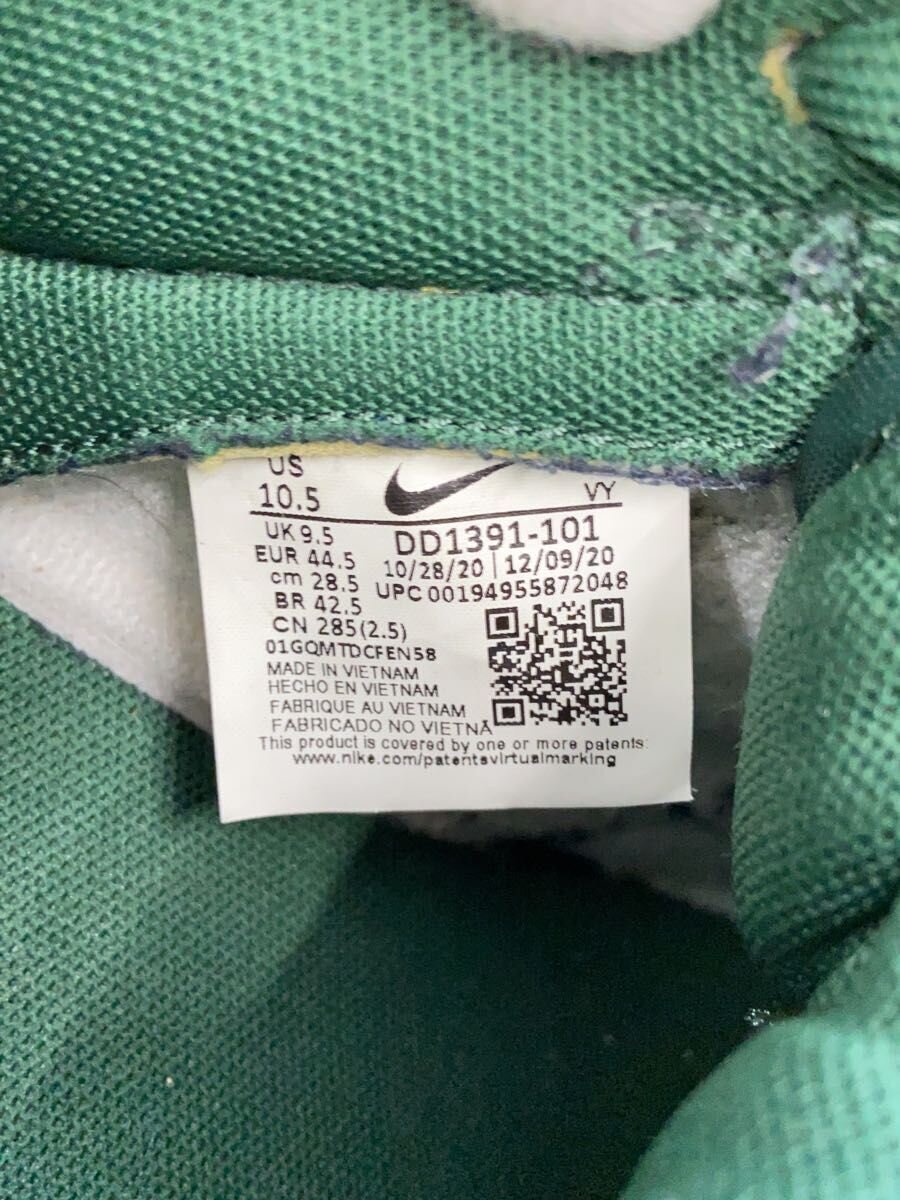 US
10.5
VY
UK 9.5
EUR 44.5
cm 28.5
BR 42.5
CN 285(2.5)
DD1391-101
10/28/20 | 12/09/20
UPC 00194955872048
01GQMTDCFEN58
MADE IN VIETNAM
HECHO EN VIETNAM
FABRIQUE AU VIETNAM
FABRICADO NO VIETNÃ
This product is covered by one or more patents:
www.nike.com/patentsvirtualmarking